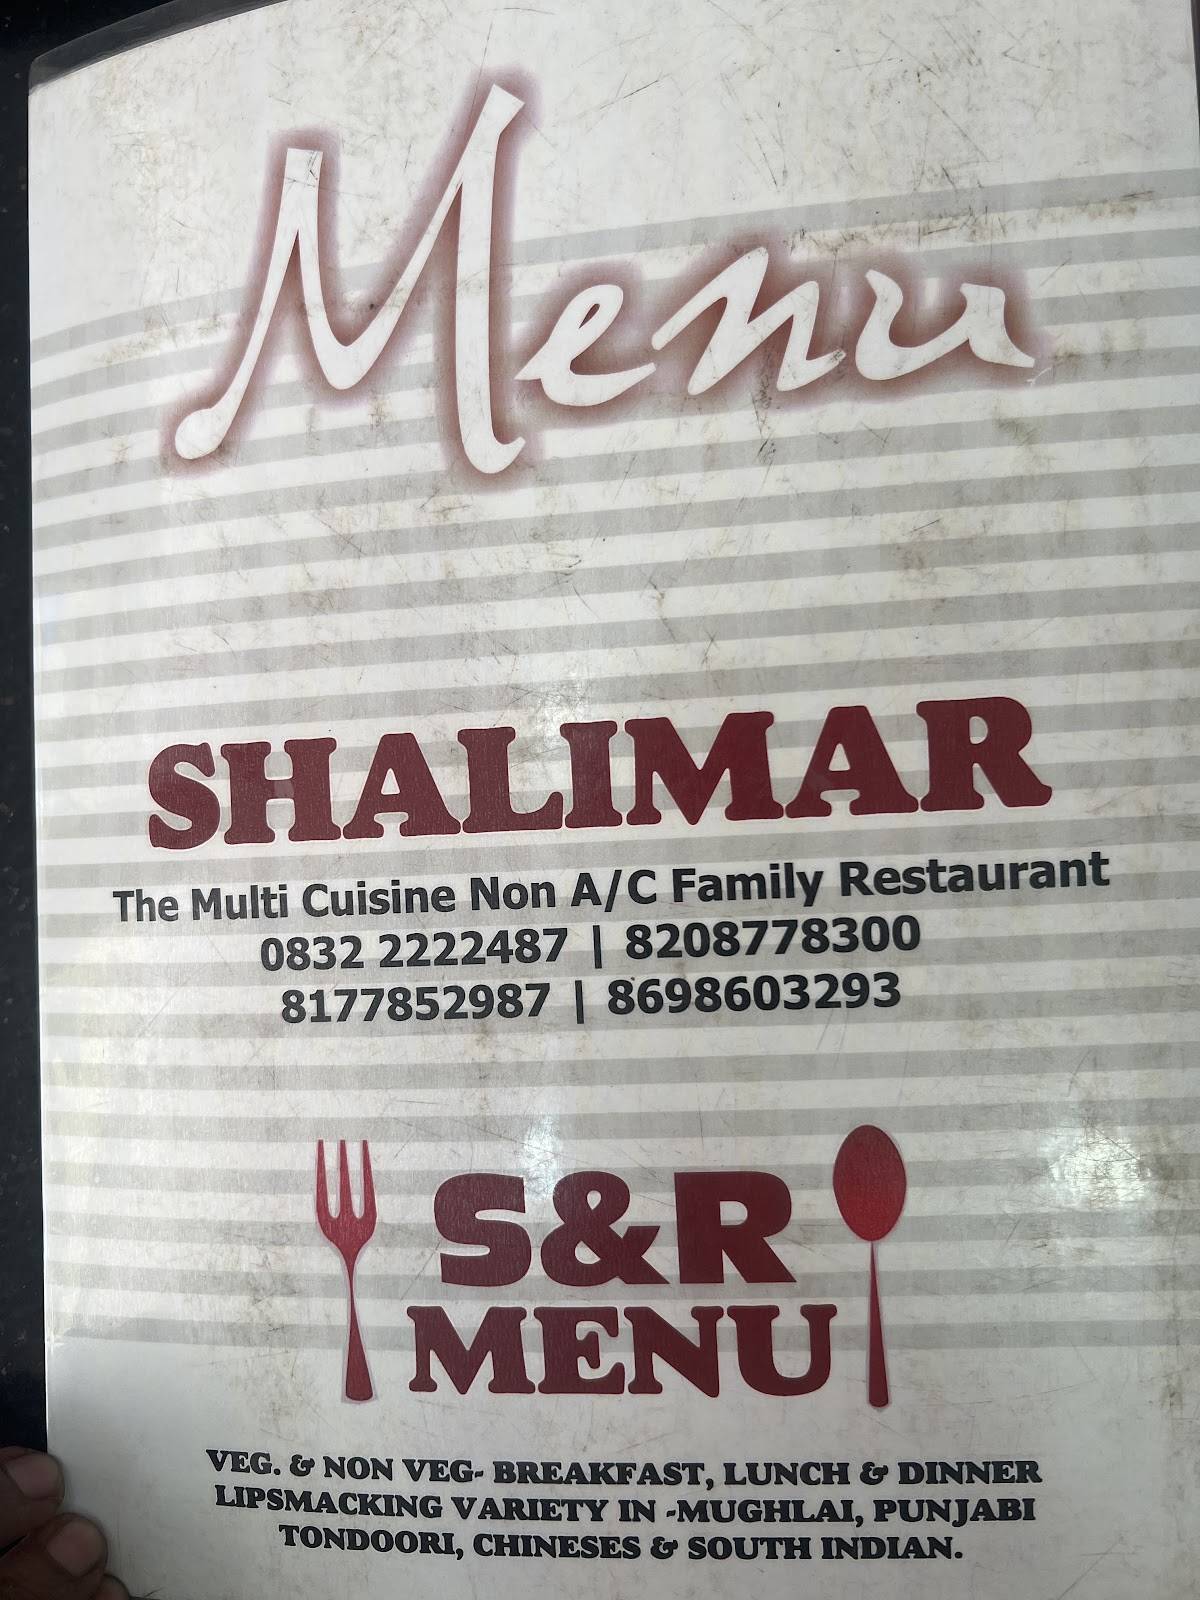 Menu
SHALIMAR
The Multi Cuisine Non A/C Family Restaurant
0832 2222487 | 8208778300
8177852987 | 8698603293
S&R
MENU
VEG. & NON VEG- BREAKFAST, LUNCH & DINNER
LIPSMACKING VARIETY IN -MUGHLAI, PUNJABI
TONDOORI, CHINESES & SOUTH INDIAN.